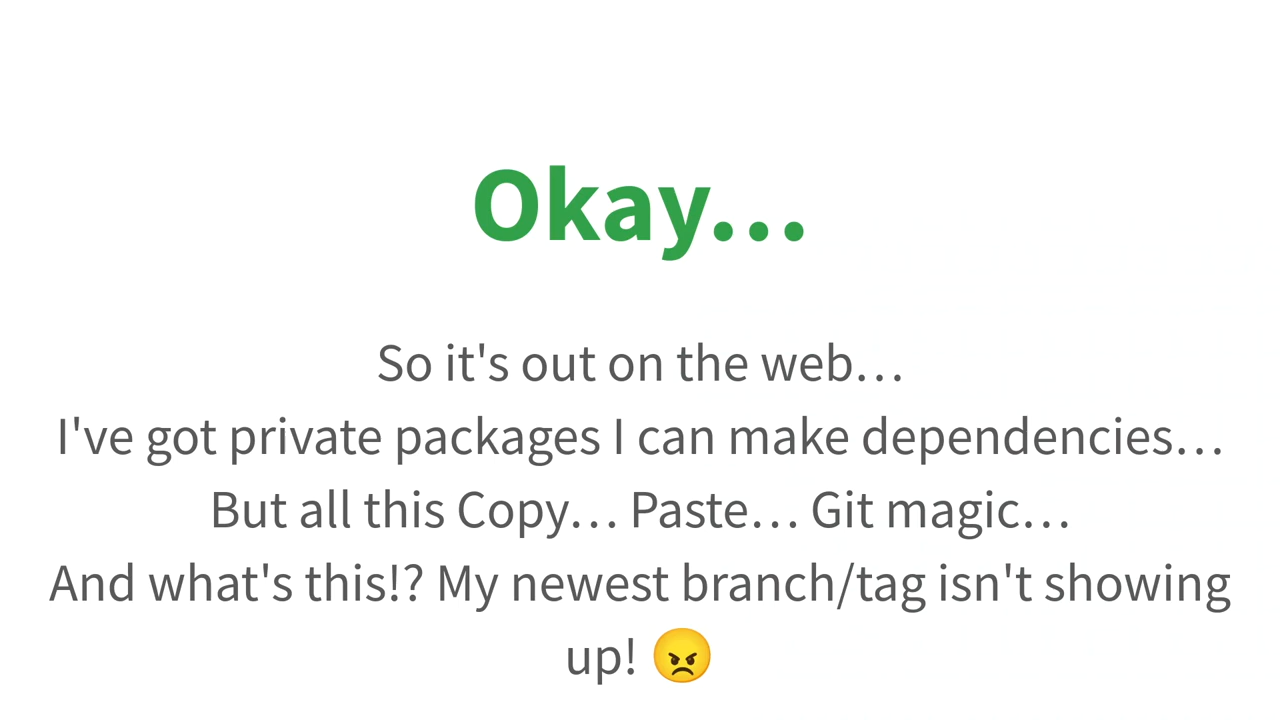 Okay…
So it's out on the web…
I've got private packages I can make dependencies…
But all this Copy… Paste… Git magic…
And what's this!? My newest branch/tag isn't showing
up! 😠